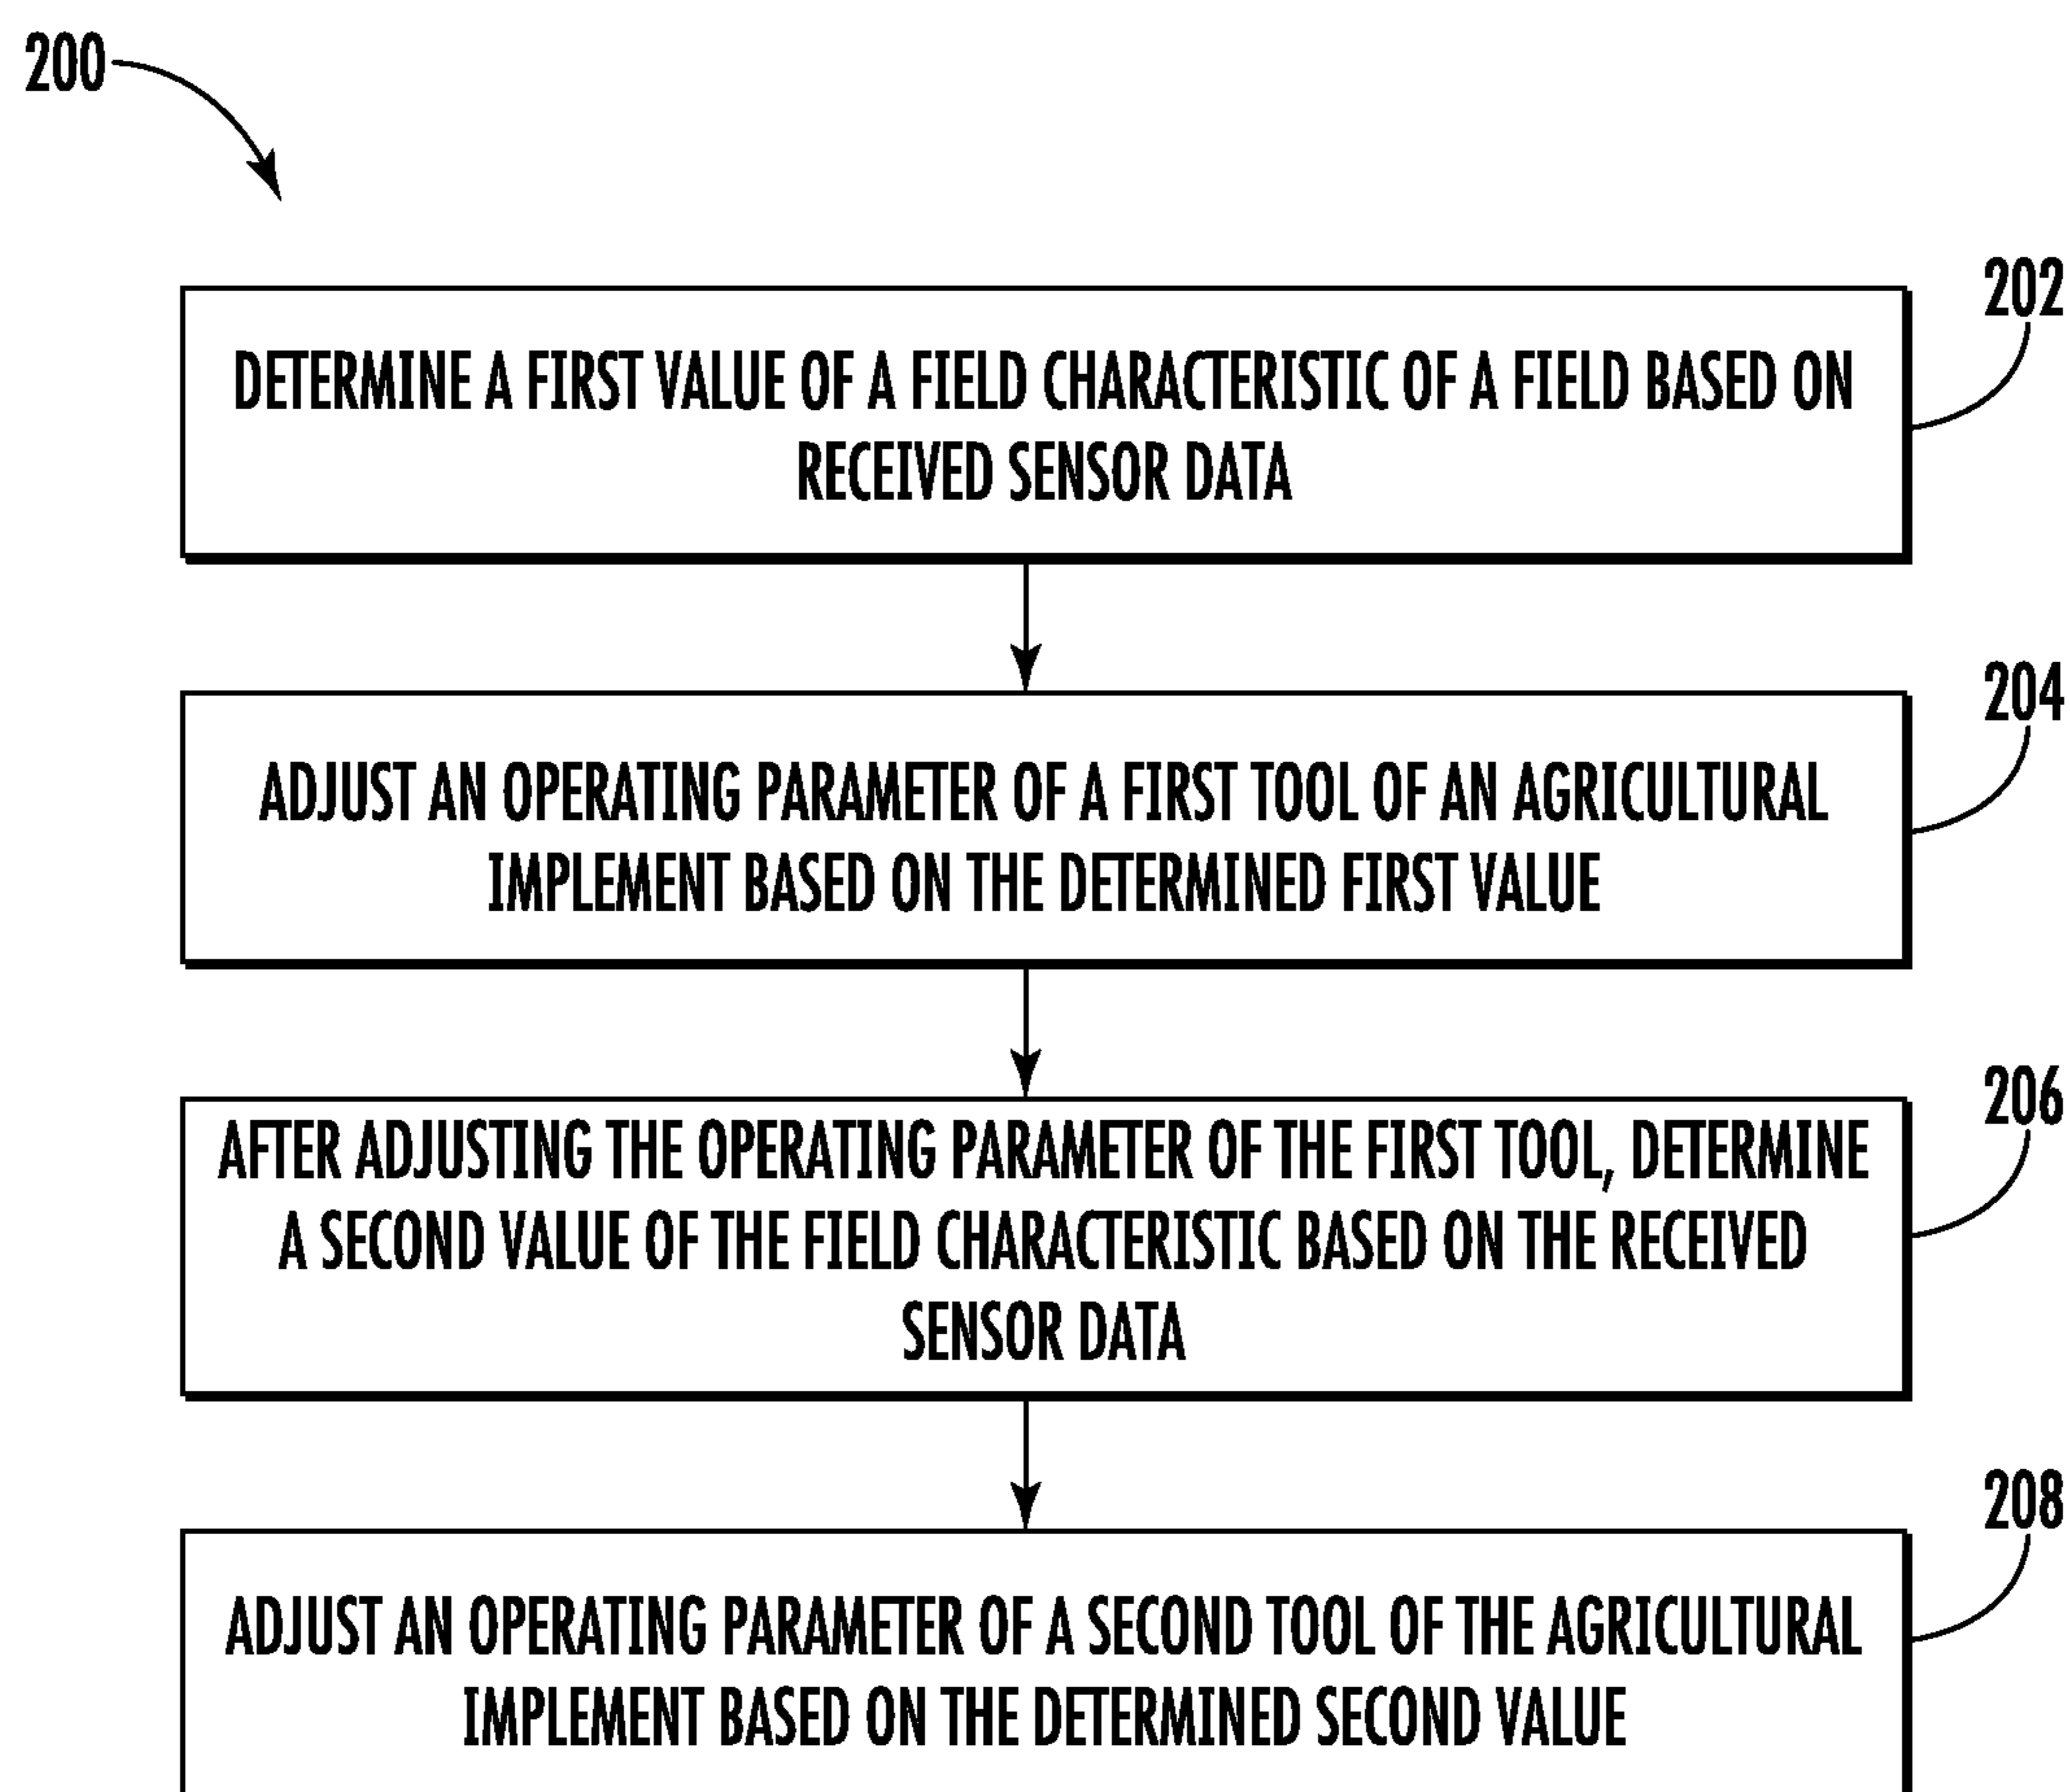 200
202
DETERMINE A FIRST VALUE OF A FIELD CHARACTERISTIC OF A FIELD BASED ON
RECEIVED SENSOR DATA
204
ADJUST AN OPERATING PARAMETER OF A FIRST TOOL OF AN AGRICULTURAL
IMPLEMENT BASED ON THE DETERMINED FIRST VALUE
206
AFTER ADJUSTING THE OPERATING PARAMETER OF THE FIRST TOOL, DETERMINE
A SECOND VALUE OF THE FIELD CHARACTERISTIC BASED ON THE RECEIVED
SENSOR DATA
208
ADJUST AN OPERATING PARAMETER OF A SECOND TOOL OF THE AGRICULTURAL
IMPLEMENT BASED ON THE DETERMINED SECOND VALUE